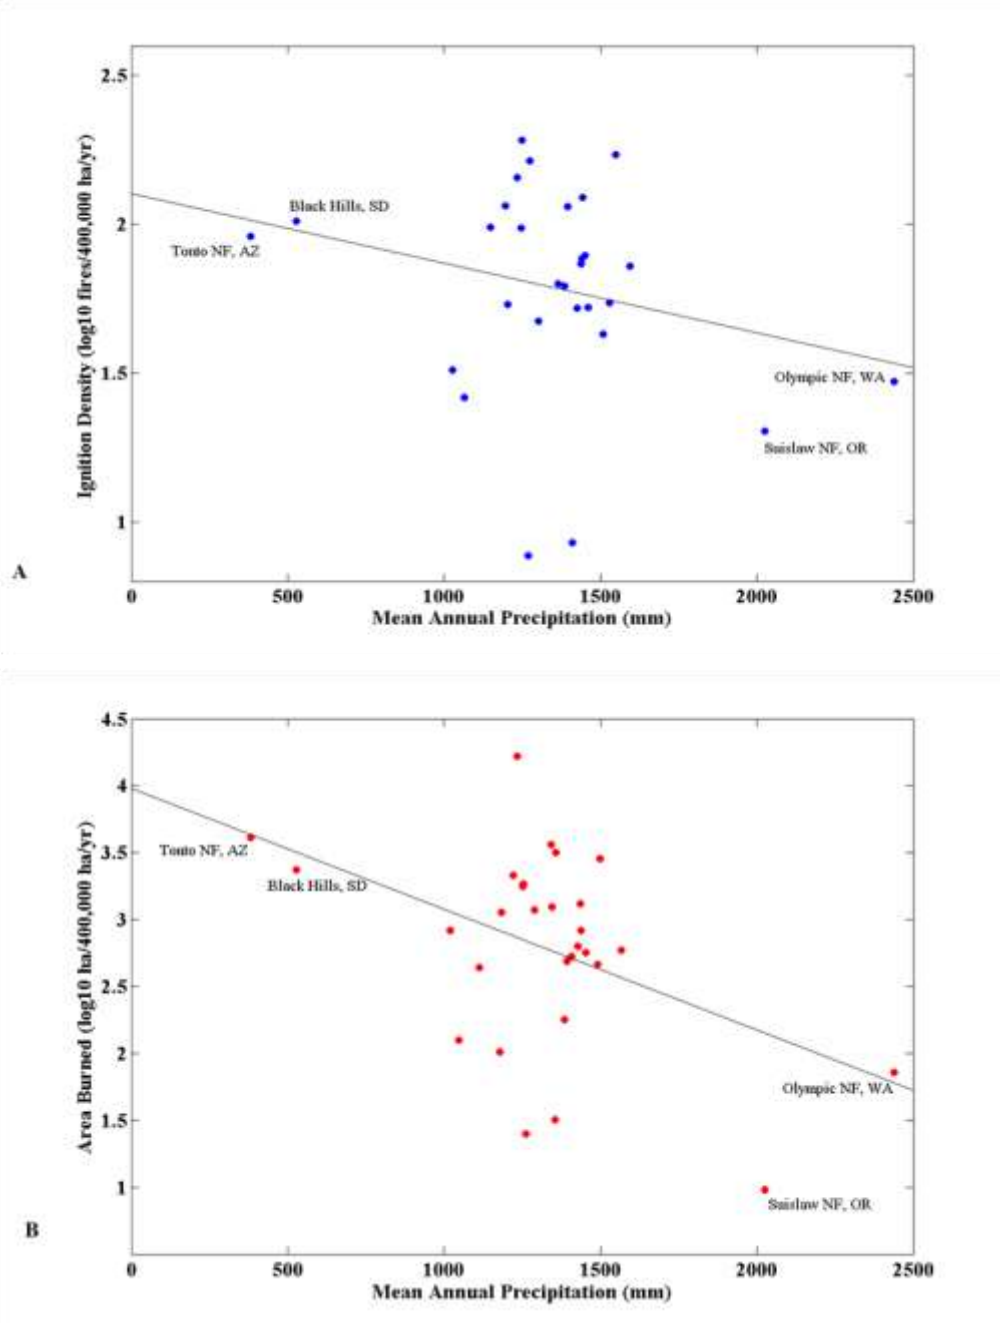 2.5
2
1.5
1
Ignition Density (log10 fires/400,000 ha/yr)
Black Hills, SD
Tonto NF, AZ
Olympic NF, WA
Suislaw NF, OR
A
0 500 1000 1500 2000 2500
Mean Annual Precipitation (mm)
4.5
4
3.5
3
2.5
2
1.5
1
Area Burned (log10 ha/400,000 ha/yr)
Tonto NF, AZ
Black Hills, SD
Olympic NF, WA
Suislaw NF, OR
B
0 500 1000 1500 2000 2500
Mean Annual Precipitation (mm)